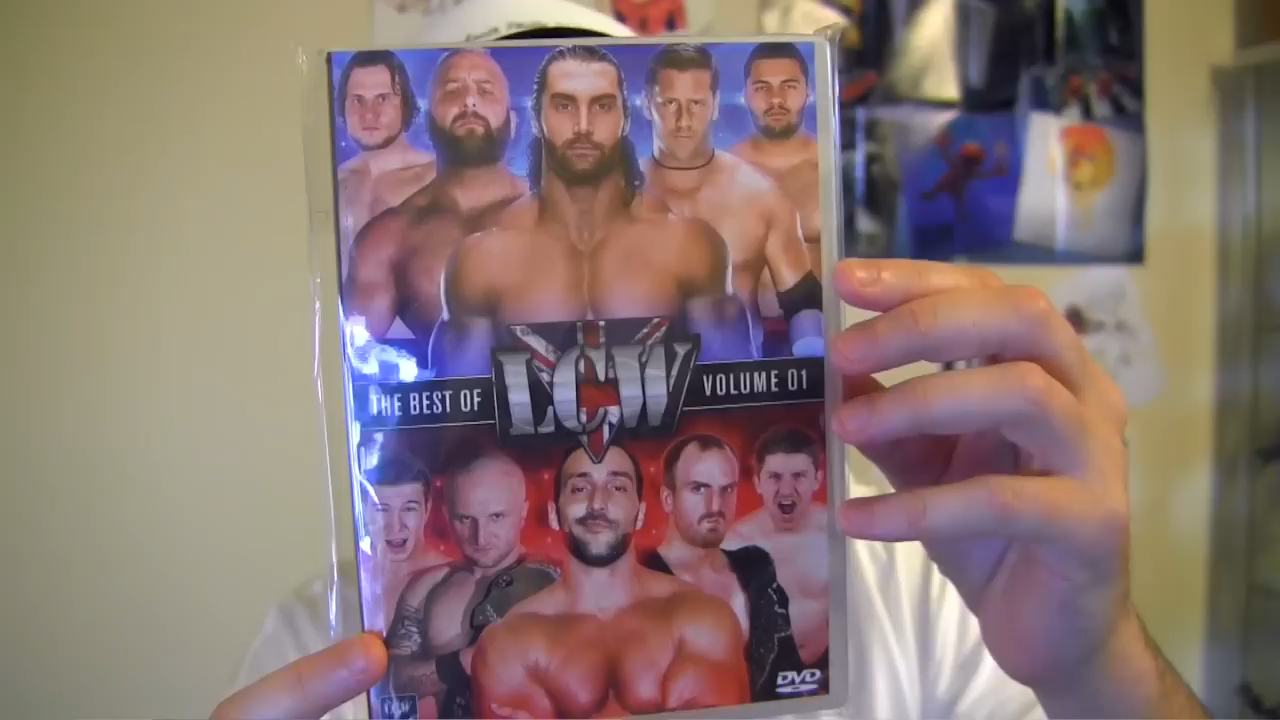 THE BEST OF
LCW
VOLUME 01
DVD